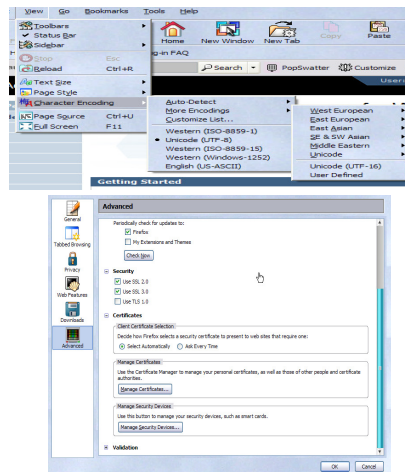 View Go Bookmarks Tools Help
Toolbars
Status Bar
Sidebar
Stop Esc
Reload Ctrl+R
Text Size
Page Style
Character Encoding
Page Source Ctrl+U
Full Screen F11
Home New Window New Tab Copy Paste
g-in FAQ
Search PopSwatter Customize
User
Auto-Detect
More Encodings
Customize List...
Western (ISO-8859-1)
Unicode (UTF-8)
Western (ISO-8859-15)
Western (Windows-1252)
English (US-ASCII)
West European
East European
East Asian
SE & SW Asian
Middle Eastern
Unicode
Unicode (UTF-16)
User Defined
Getting Started
General
Tabbed Browsing
Privacy
Web Features
Downloads
Advanced
Advanced
Periodically check for updates to:
Firefox
My Extensions and Themes
Check Now
Security
Use SSL 2.0
Use SSL 3.0
Use TLS 1.0
Certificates
Client Certificate Selection
Decide how Firefox selects a security certificate to present to web sites that require one:
Select Automatically Ask Every Time
Manage Certificates
Use the Certificate Manager to manage your personal certificates, as well as those of other people and certificate
authorities.
Manage Certificates...
Manage Security Devices
Use this button to manage your security devices, such as smart cards.
Manage Security Devices...
Validation
OK Cancel